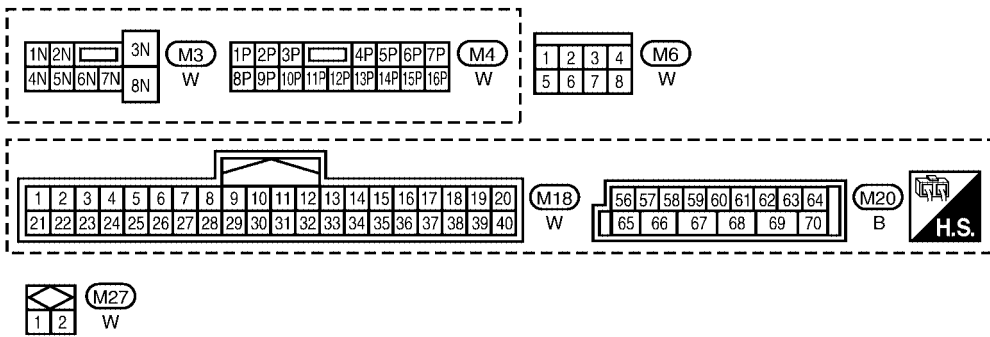 1N 2N 3N
4N 5N 6N 7N 8N
M3
W
1P 2P 3P 4P 5P 6P 7P
8P 9P 10P 11P 12P 13P 14P 15P 16P
M4
W
1 2 3 4
5 6 7 8
M6
W
1 2 3 4 5 6 7 8 9 10 11 12 13 14 15 16 17 18 19 20
21 22 23 24 25 26 27 28 29 30 31 32 33 34 35 36 37 38 39 40
M18
W
56 57 58 59 60 61 62 63 64
65 66 67 68 69 70
M20
B
H.S.
1 2
M27
W